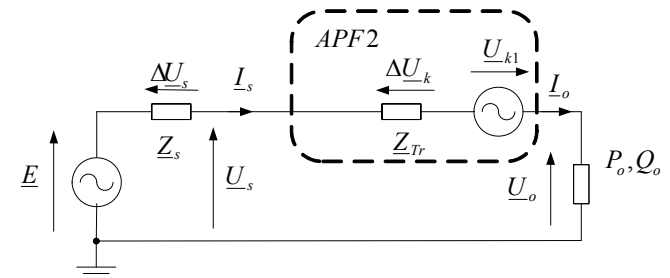 APF2
ΔU_s
I_s
ΔU_k
U_k1
I_o
Z_s
Z_Tr
E
U_s
U_o
P_o,Q_o